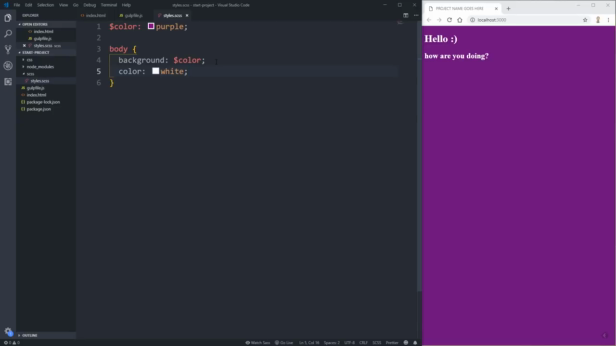 File Edit Selection View Go Debug Terminal Help
styles.scss - start-project - Visual Studio Code
EXPLORER
index.html
gulpfile.js
styles.scss
OPEN EDITORS
index.html
gulpfile.js
styles.scss scss
START PROJECT
css
node_modules
scss
styles.scss
gulpfile.js
index.html
package-lock.json
package.json
OUTLINE
1 $color: purple;
2
3 body {
4 background: $color;
5 color: white;
6 }
0 0
Watch Sass
Go Live
Ln 5, Col 16
Spaces: 2
UTF-8
CRLF
SCSS
Prettier
PROJECT NAME GOES HERE
localhost:3000
Hello :)
how are you doing?